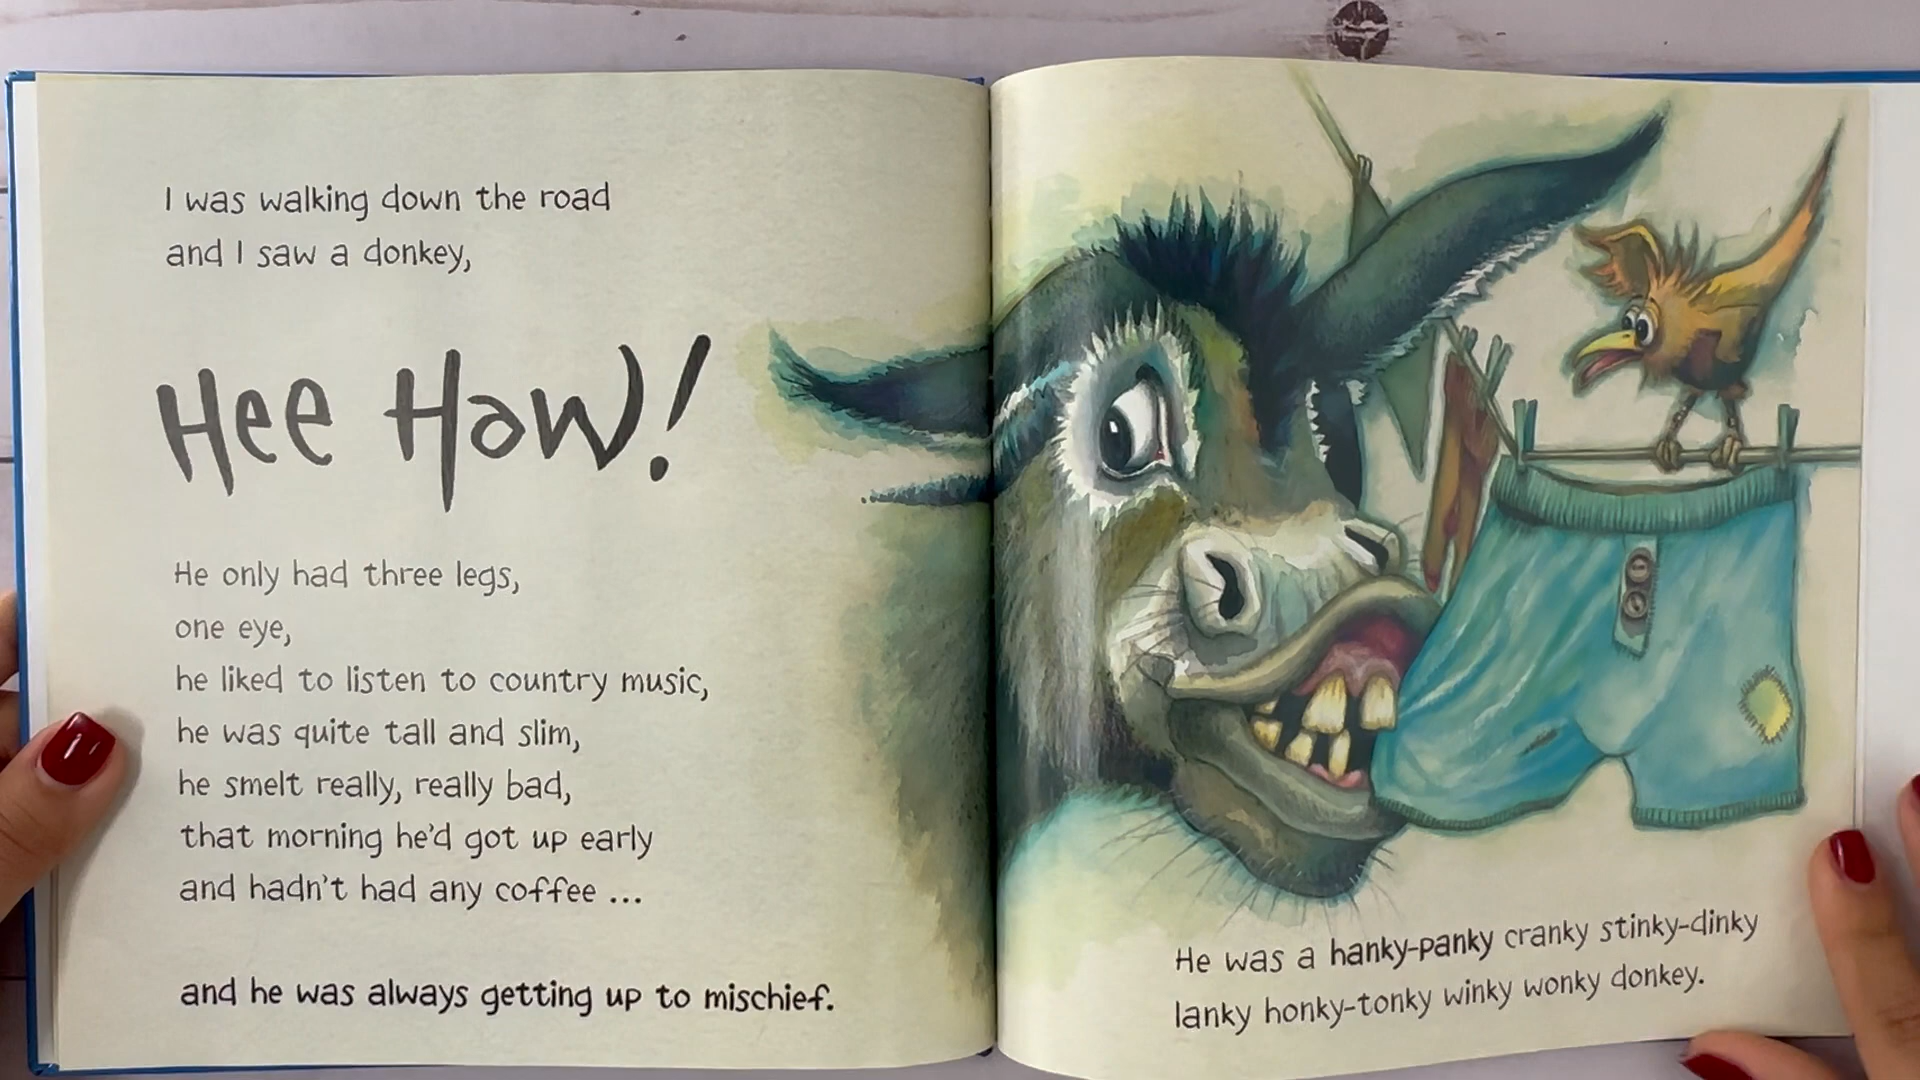 I was walking down the road
and I saw a donkey,
Hee Haw!
He only had three legs,
one eye,
he liked to listen to country music,
he was quite tall and slim,
he smelt really, really bad,
that morning he'd got up early
and hadn't had any coffee ...
and he was always getting up to mischief.
He was a hanky-panky cranky stinky-dinky
lanky honky-tonky winky wonky donkey.